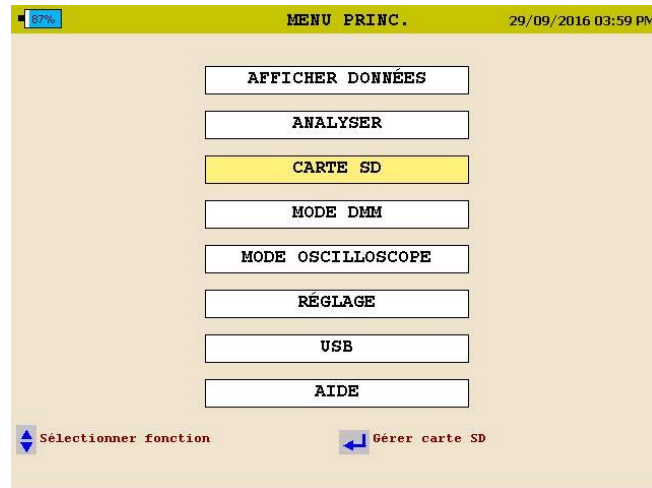 87% MENU PRINC. 29/09/2016 03:59 PM
AFFICHER DONNÉES
ANALYSER
CARTE SD
MODE DMM
MODE OSCILLOSCOPE
RÉGLAGE
USB
AIDE
Sélectionner fonction Gérer carte SD